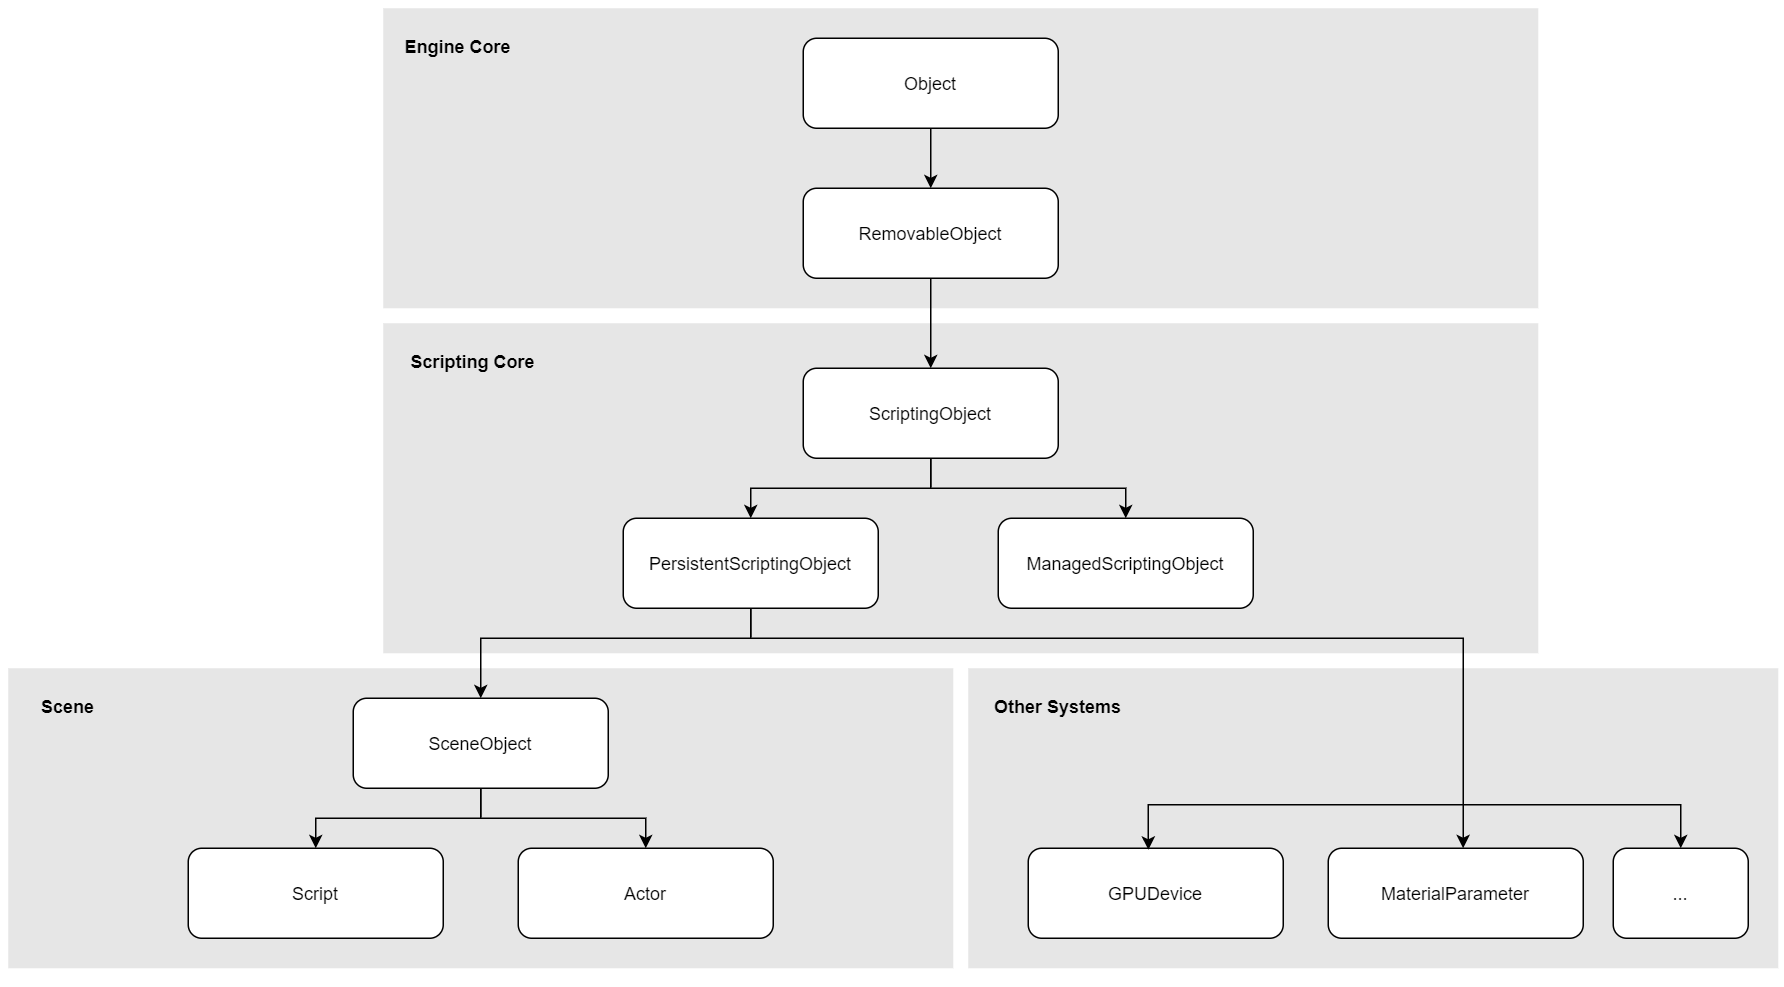 Engine Core
Object
RemovableObject
Scripting Core
ScriptingObject
PersistentScriptingObject
ManagedScriptingObject
Scene
SceneObject
Script
Actor
Other Systems
GPUDevice
MaterialParameter
...